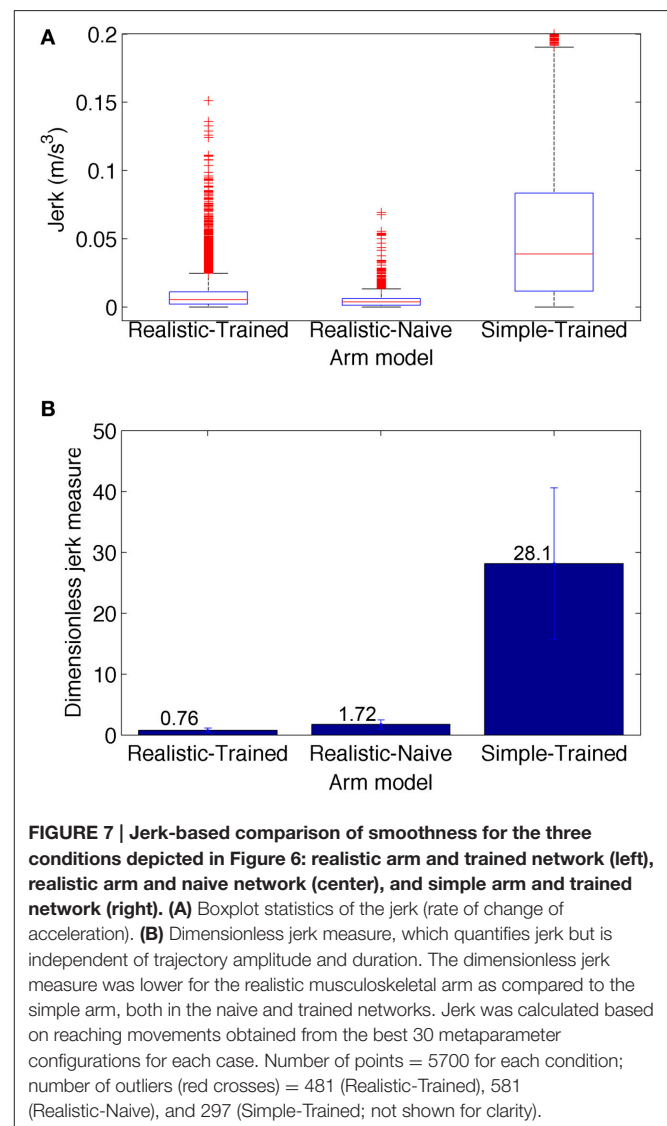 A
0.2
0.15
0.1
0.05
0
Jerk (m/s³)
Realistic-Trained Realistic-Naive Simple-Trained
Arm model
B
50
40
30
20
10
0
Dimensionless jerk measure
0.76
1.72
28.1
Realistic-Trained Realistic-Naive Simple-Trained
Arm model
FIGURE 7 | Jerk-based comparison of smoothness for the three
conditions depicted in Figure 6: realistic arm and trained network (left),
realistic arm and naive network (center), and simple arm and trained
network (right). (A) Boxplot statistics of the jerk (rate of change of
acceleration). (B) Dimensionless jerk measure, which quantifies jerk but is
independent of trajectory amplitude and duration. The dimensionless jerk
measure was lower for the realistic musculoskeletal arm as compared to the
simple arm, both in the naive and trained networks. Jerk was calculated based
on reaching movements obtained from the best 30 metaparameter
configurations for each case. Number of points = 5700 for each condition;
number of outliers (red crosses) = 481 (Realistic-Trained), 581
(Realistic-Naive), and 297 (Simple-Trained; not shown for clarity).